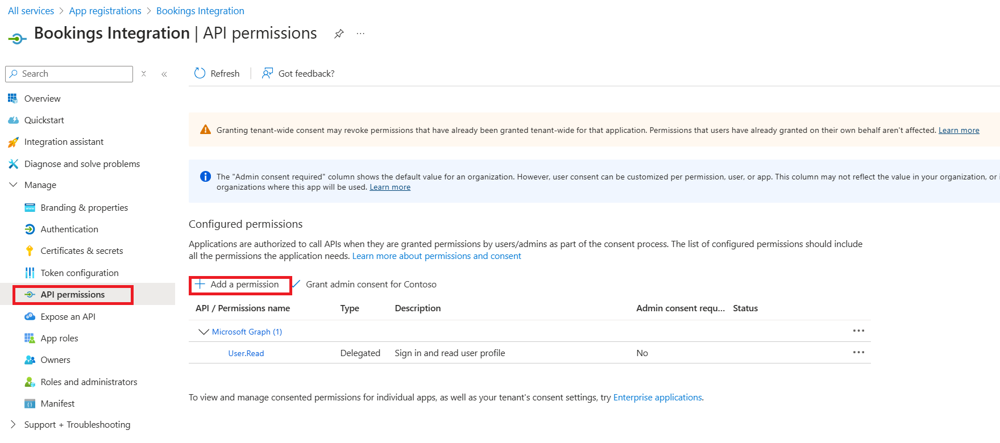 All services > App registrations > Bookings Integration
Bookings Integration | API permissions
Search
Refresh
Got feedback?
Overview
Quickstart
Integration assistant
Diagnose and solve problems
Manage
Branding & properties
Authentication
Certificates & secrets
Token configuration
API permissions
Expose an API
App roles
Owners
Roles and administrators
Manifest
Support + Troubleshooting
Granting tenant-wide consent may revoke permissions that have already been granted tenant-wide for that application. Permissions that users have already granted on their own behalf aren't affected. Learn more
The "Admin consent required" column shows the default value for an organization. However, user consent can be customized per permission, user, or app. This column may not reflect the value in your organization, or
organizations where this app will be used. Learn more
Configured permissions
Applications are authorized to call APIs when they are granted permissions by users/admins as part of the consent process. The list of configured permissions should include
all the permissions the application needs. Learn more about permissions and consent
Add a permission
Grant admin consent for Contoso
API / Permissions name Type Description Admin consent requ... Status
Microsoft Graph (1)
User.Read Delegated Sign in and read user profile No
To view and manage consented permissions for individual apps, as well as your tenant's consent settings, try Enterprise applications.